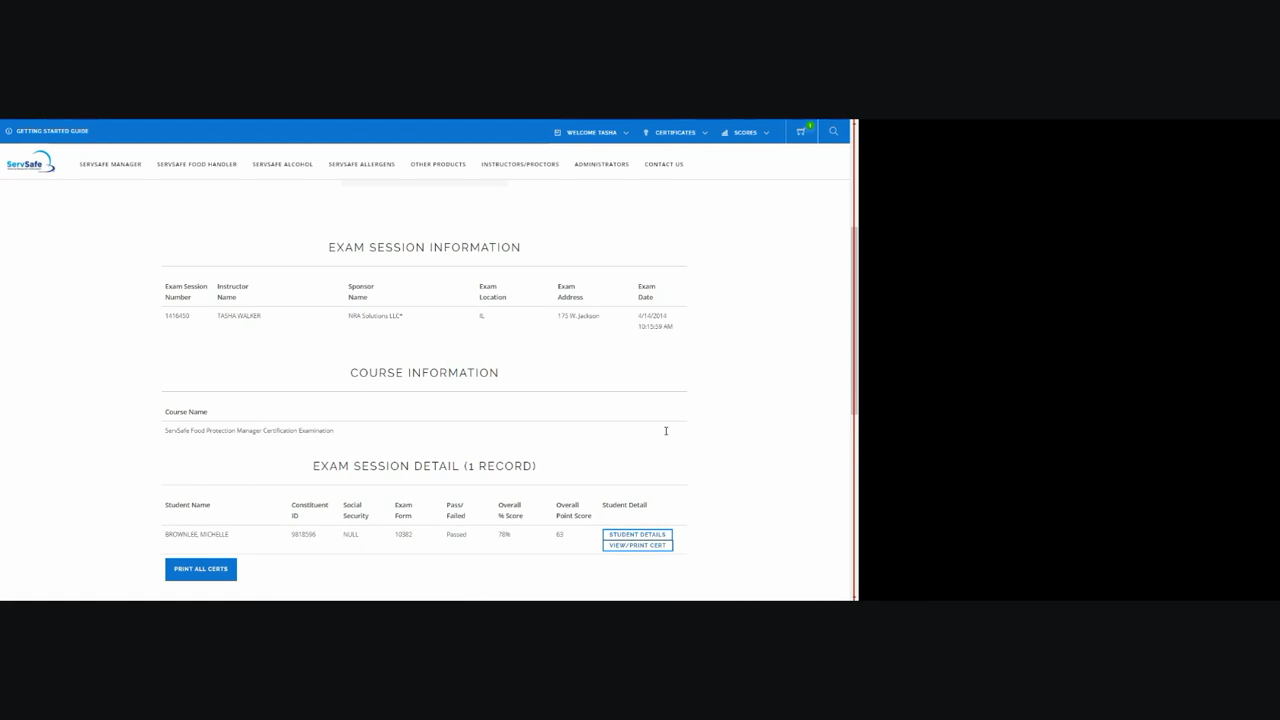 GETTING STARTED GUIDE
WELCOME TASHA
CERTIFICATES
SCORES
ServSafe
SERVSAFE MANAGER
SERVSAFE FOOD HANDLER
SERVSAFE ALCOHOL
SERVSAFE ALLERGENS
OTHER PRODUCTS
INSTRUCTORS/PROCTORS
ADMINISTRATORS
CONTACT US
EXAM SESSION INFORMATION
Exam Session Number
Instructor Name
Sponsor Name
Exam Location
Exam Address
Exam Date
1416450 TASHA WALKER NRA Solutions LLC* IL 175 W. Jackson 4/14/2014
10:15:59 AM
COURSE INFORMATION
Course Name
ServSafe Food Protection Manager Certification Examination
EXAM SESSION DETAIL (1 RECORD)
Student Name
Constituent ID
Social Security
Exam Form
Pass/ Failed
Overall % Score
Overall Point Score
Student Detail
BROWNLEE, MICHELLE 9818596 NULL 10382 Passed 78% 63 STUDENT DETAILS
VIEW/PRINT CERT
PRINT ALL CERTS